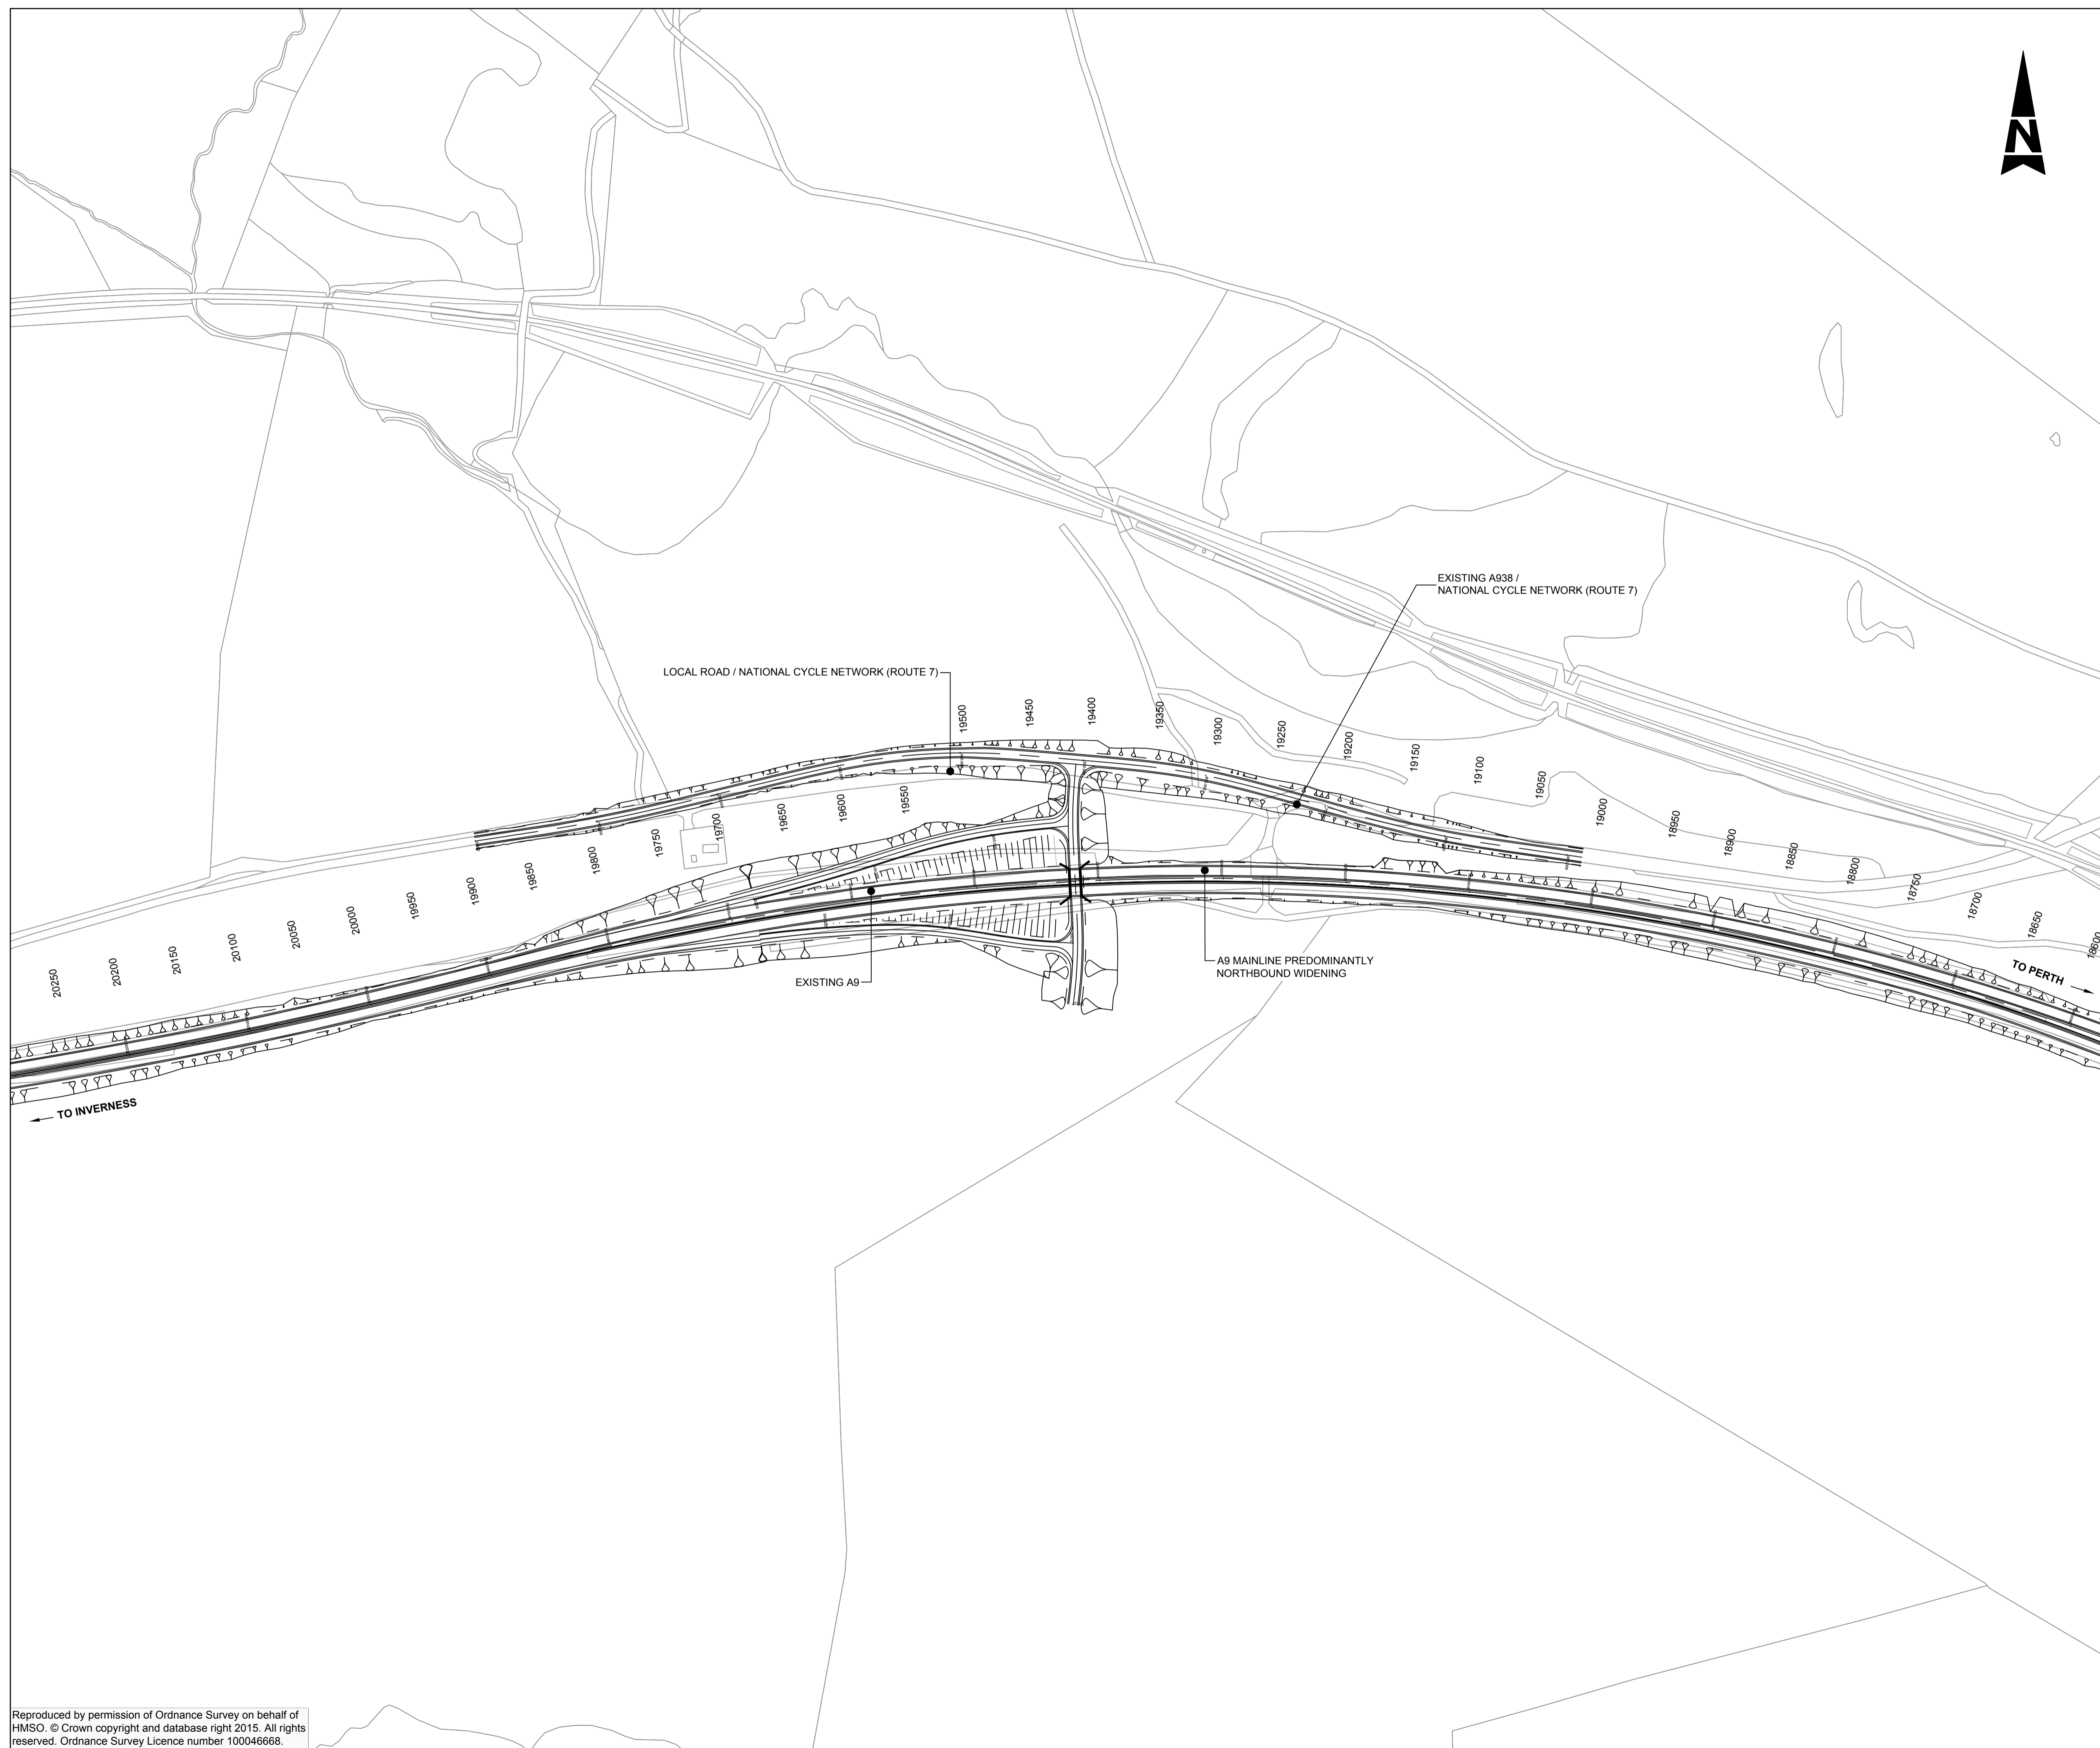 N
EXISTING A938 /
NATIONAL CYCLE NETWORK (ROUTE 7)
LOCAL ROAD / NATIONAL CYCLE NETWORK (ROUTE 7)
20250
20200
201500
20100
20050
20000
19950
19900
19850
19800
19750
19700
19650
19600
19550
19500
19450
19400
19350
19300
19250
19200
19150
19100
19050
19000
18950
18900
18850
18800
18750
18700
18650
18600
EXISTING A9
A9 MAINLINE PREDOMINANTLY
NORTHBOUND WIDENING
TO PERTH
TO INVERNESS
Reproduced by permission of Ordnance Survey on behalf of
HMSO. © Crown copyright and database right 2015. All rights
reserved. Ordnance Survey Licence number 100046668.